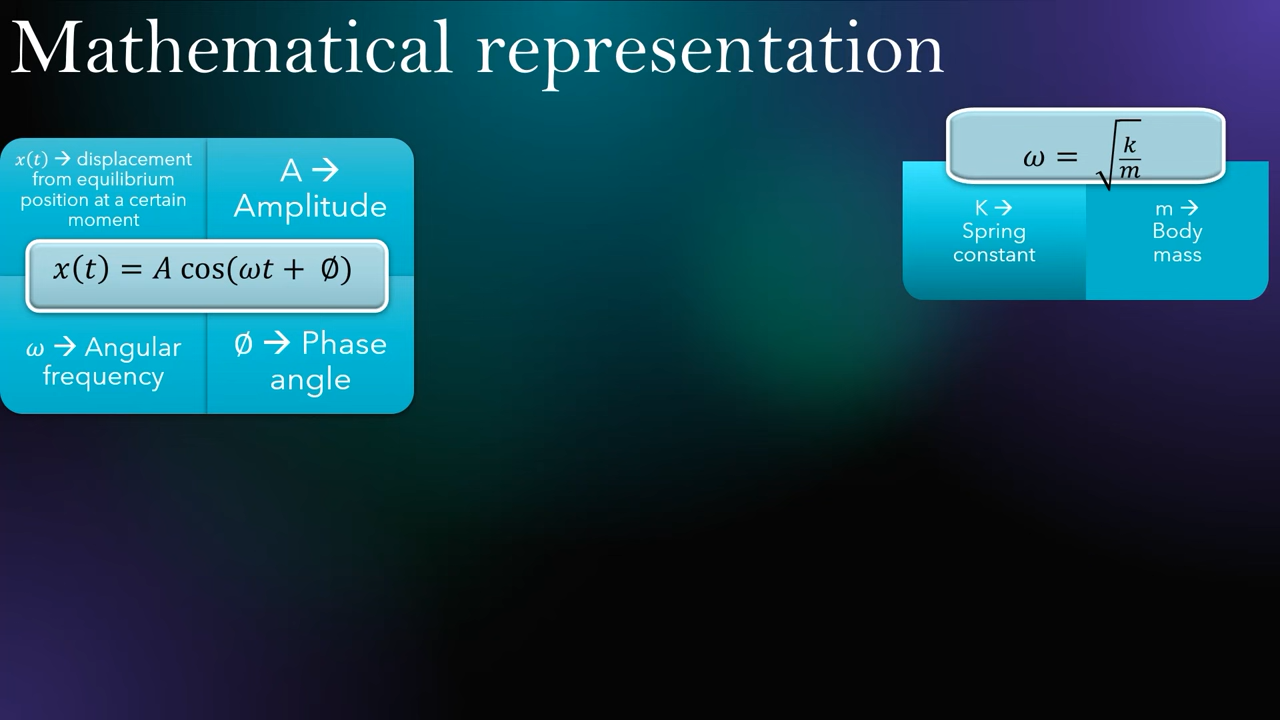 Mathematical representation
x(t) → displacement
from equilibrium
position at a certain
moment
A →
Amplitude
x(t) = A cos(ωt + ∅)
ω → Angular
frequency
∅ → Phase
angle
ω = √(k/m)
K →
Spring
constant
m →
Body
mass